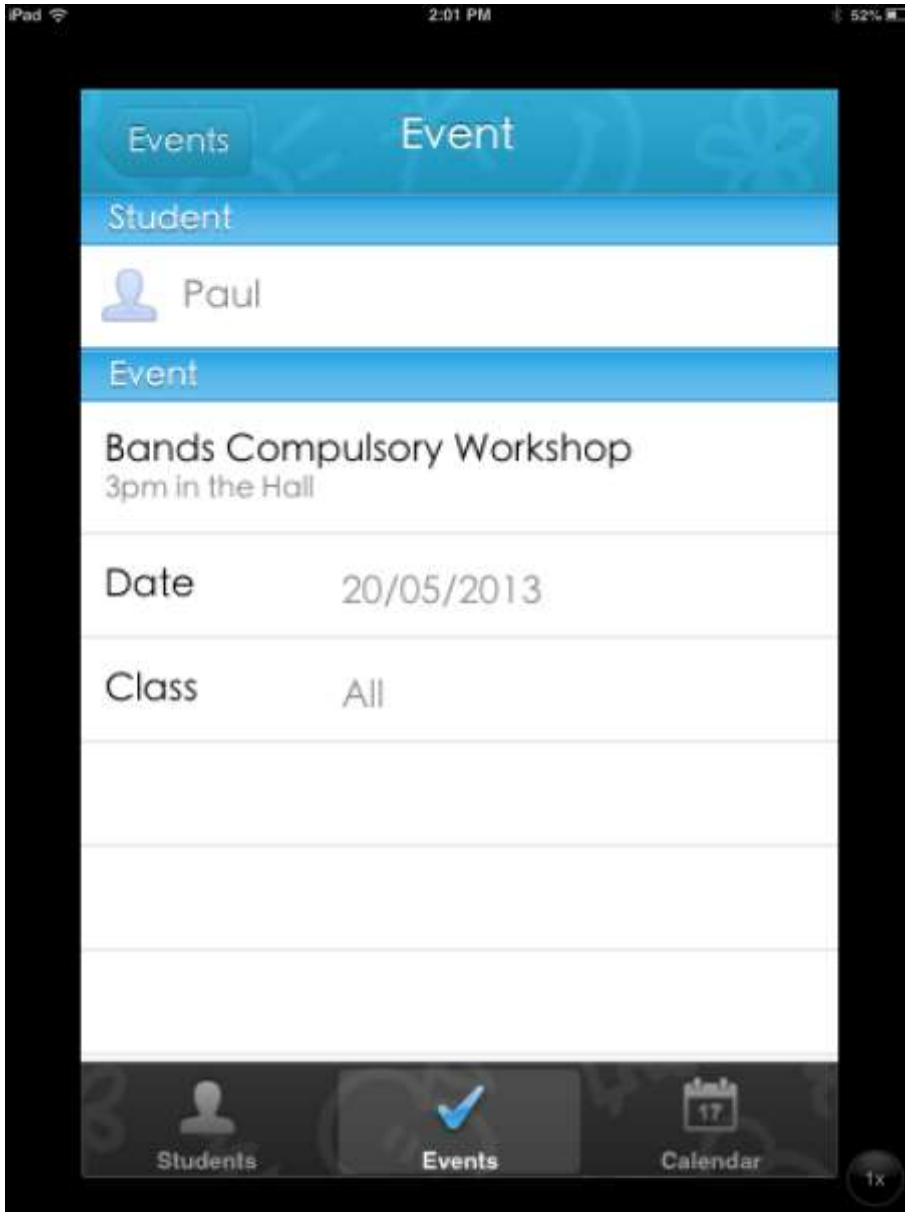 iPad 2:01 PM 52%
Events Event
Student
Paul
Event
Bands Compulsory Workshop
3pm in the Hall
Date 20/05/2013
Class All
17
Students Events Calendar
1x